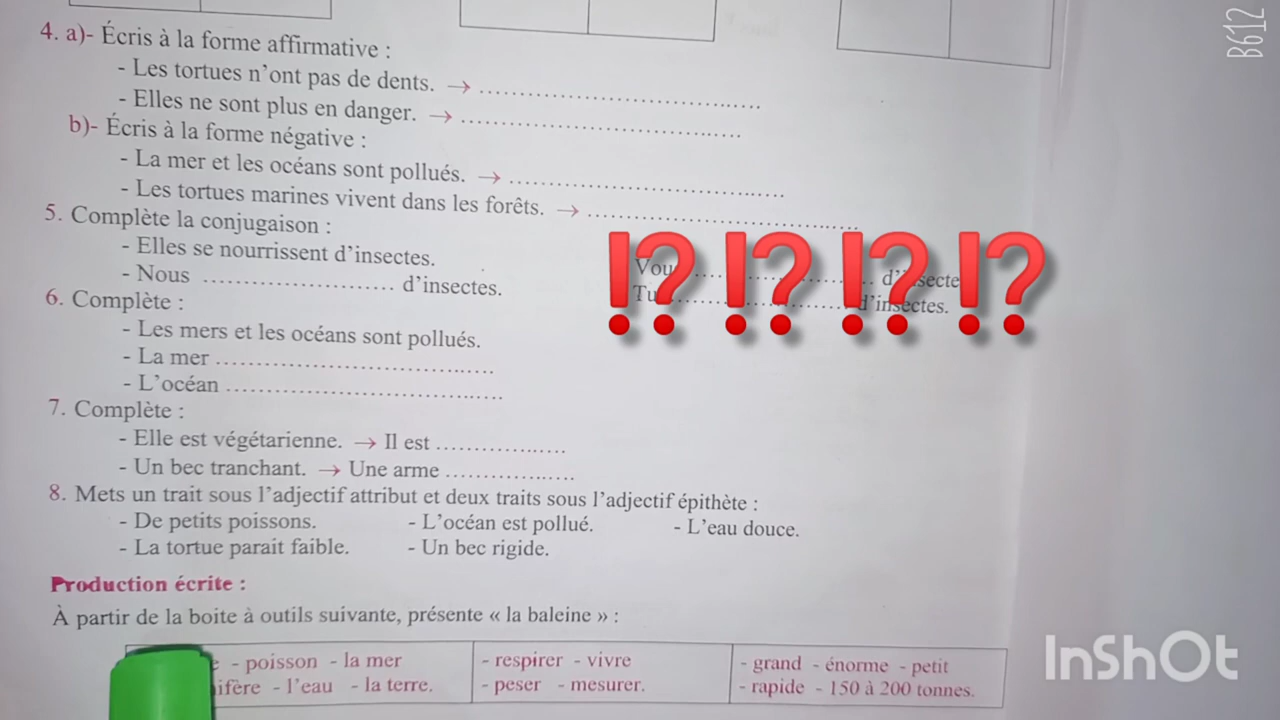 4. a)- Écris à la forme affirmative :
- Les tortues n'ont pas de dents. → ........................................
- Elles ne sont plus en danger. → ........................................
b)- Écris à la forme négative :
- La mer et les océans sont pollués. → ........................................
- Les tortues marines vivent dans les forêts. → ........................................
5. Complète la conjugaison :
- Elles se nourrissent d'insectes.
- Nous ........................ d'insectes.
Tu ........................ d'insectes.
6. Complète :
- Les mers et les océans sont pollués.
- La mer ........................................
- L'océan ........................................
7. Complète :
- Elle est végétarienne. → Il est ...................
- Un bec tranchant. → Une arme ...................
8. Mets un trait sous l'adjectif attribut et deux traits sous l'adjectif épithète :
- De petits poissons. - L'océan est pollué. - L'eau douce.
- La tortue parait faible. - Un bec rigide.
Production écrite :
À partir de la boite à outils suivante, présente « la baleine » :
- poisson - la mer - respirer - vivre - grand - énorme - petit
- l'eau - la terre. - peser - mesurer. - rapide - 150 à 200 tonnes.
⁉️⁉️⁉️⁉️
B612
InShOt